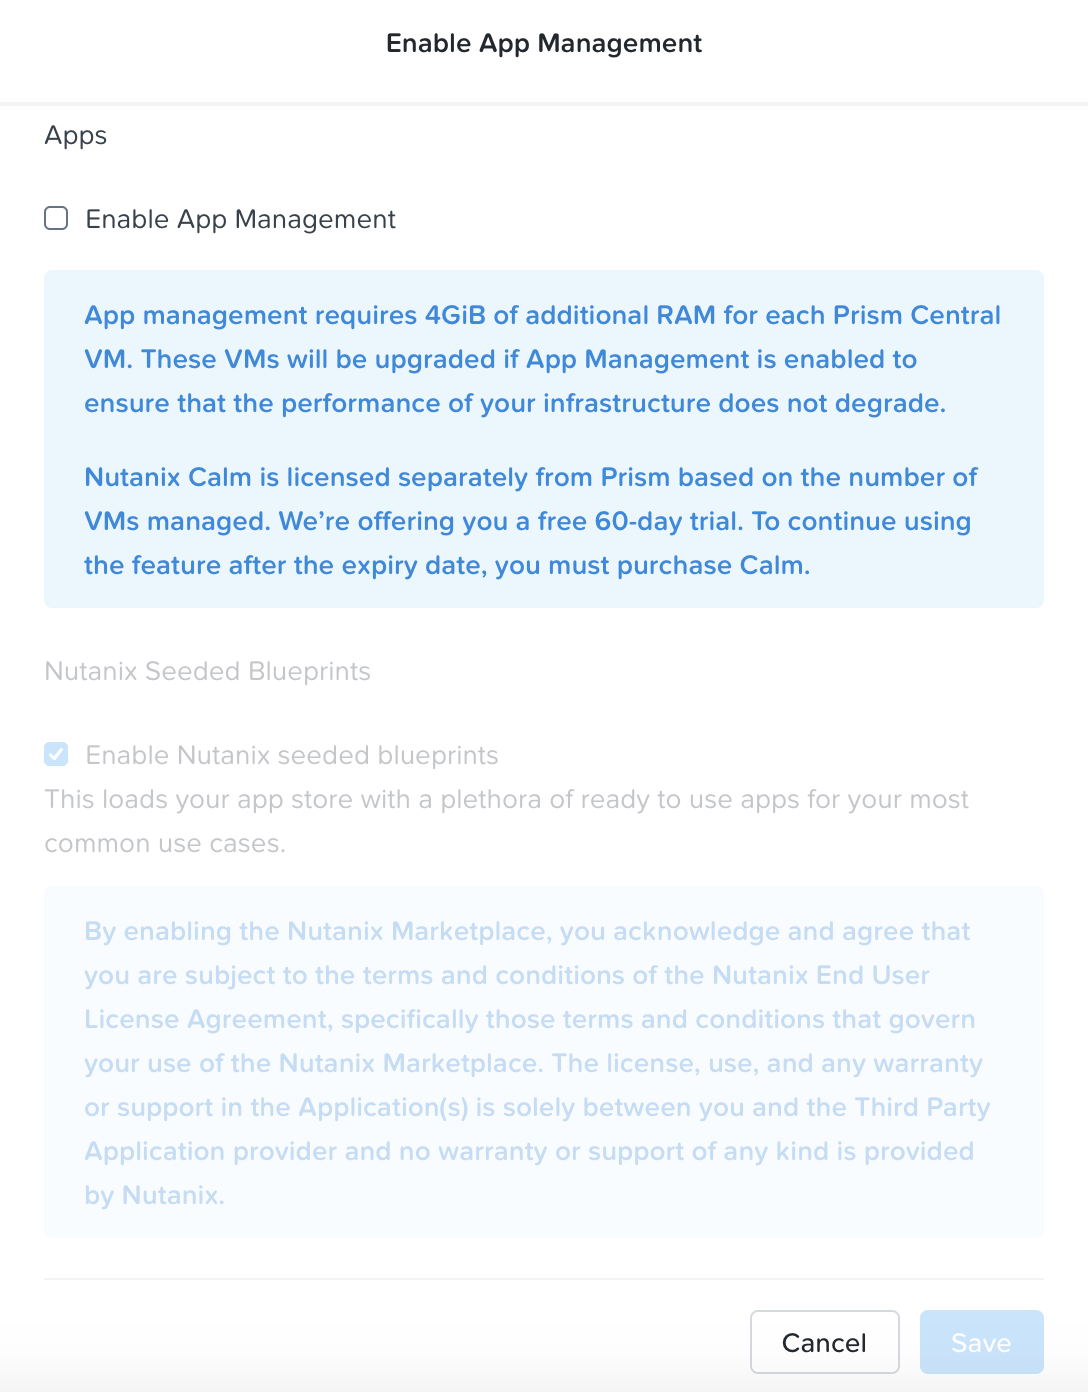 Enable App Management
Apps
Enable App Management
App management requires 4GiB of additional RAM for each Prism Central
VM. These VMs will be upgraded if App Management is enabled to
ensure that the performance of your infrastructure does not degrade.
Nutanix Calm is licensed separately from Prism based on the number of
VMs managed. We’re offering you a free 60-day trial. To continue using
the feature after the expiry date, you must purchase Calm.
Nutanix Seeded Blueprints
Enable Nutanix seeded blueprints
This loads your app store with a plethora of ready to use apps for your most
common use cases.
By enabling the Nutanix Marketplace, you acknowledge and agree that
you are subject to the terms and conditions of the Nutanix End User
License Agreement, specifically those terms and conditions that govern
your use of the Nutanix Marketplace. The license, use, and any warranty
or support in the Application(s) is solely between you and the Third Party
Application provider and no warranty or support of any kind is provided
by Nutanix.
Cancel
Save